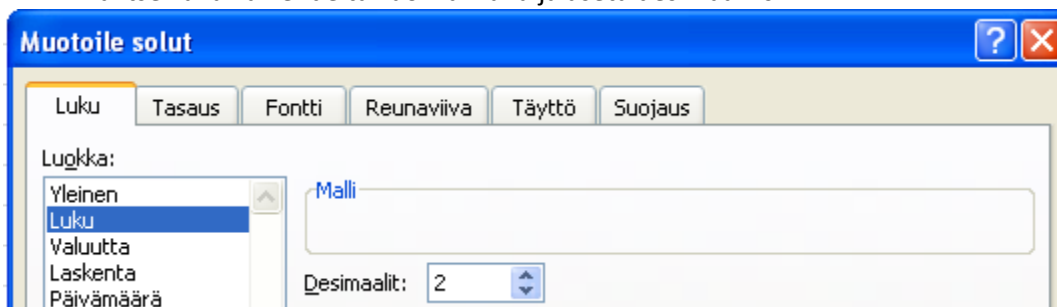 Muotoile solut
Luku Tasaus Fontti Reunaviiva Täyttö Suojaus
Luokka:
Yleinen
Luku
Valuutta
Laskenta
Päivämäärä
Malli
Desimaalit: 2